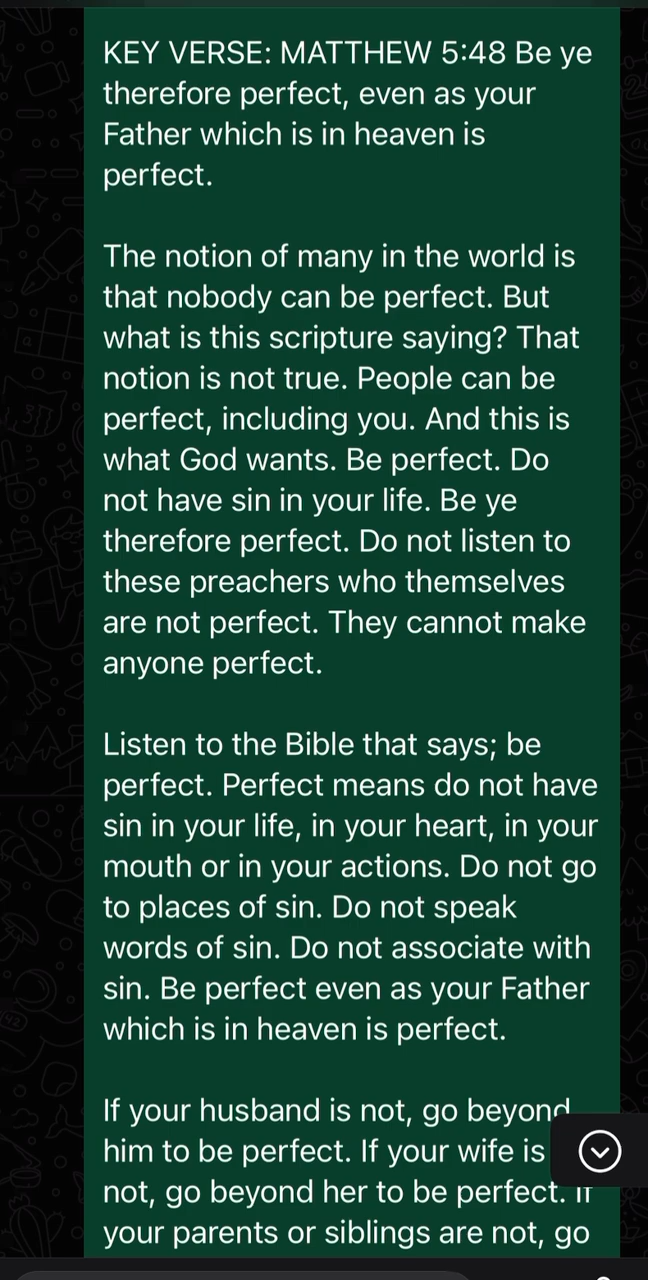 KEY VERSE: MATTHEW 5:48 Be ye
therefore perfect, even as your
Father which is in heaven is
perfect.
The notion of many in the world is
that nobody can be perfect. But
what is this scripture saying? That
notion is not true. People can be
perfect, including you. And this is
what God wants. Be perfect. Do
not have sin in your life. Be ye
therefore perfect. Do not listen to
these preachers who themselves
are not perfect. They cannot make
anyone perfect.
Listen to the Bible that says; be
perfect. Perfect means do not have
sin in your life, in your heart, in your
mouth or in your actions. Do not go
to places of sin. Do not speak
words of sin. Do not associate with
sin. Be perfect even as your Father
which is in heaven is perfect.
If your husband is not, go beyond
him to be perfect. If your wife is
not, go beyond her to be perfect. If
your parents or siblings are not, go